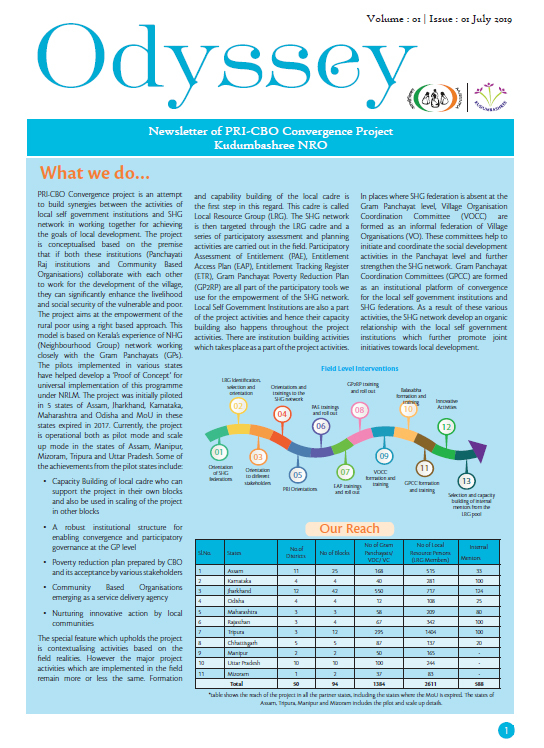 Volume : 01 | Issue : 01 July 2019
Odyssey
KUDUMBASHREE
Newsletter of PRI-CBO Convergence Project
Kudumbashree NRO
What we do...
PRI-CBO Convergence project is an attempt
to build synergies between the activities of
local self government institutions and SHG
network in working together for achieving
the goals of local development. The project
is conceptualised based on the premise
that if both these institutions (Panchayati
Raj institutions and Community Based
Organisations) collaborate with each other
to work for the development of the village,
they can significantly enhance the livelihood
and social security of the vulnerable and poor.
The project aims at the empowerment of the
rural poor using a right based approach. This
model is based on Kerala's experience of NHG
(Neighbourhood Group) network working
closely with the Gram Panchayats (GPs).
The pilots implemented in various states
have helped develop a 'Proof of Concept' for
universal implementation of this programme
under NRLM. The project was initially piloted
in 5 states of Assam, Jharkhand, Karnataka,
Maharashtra and Odisha and MoU in these
states expired in 2017. Currently, the project
is operational both as pilot mode and scale
up mode in the states of Assam, Manipur,
Mizoram, Tripura and Uttar Pradesh. Some of
the achievements from the pilot states include:
• Capacity Building of local cadre who can
support the project in their own blocks
and also be used in scaling of the project
in other blocks
• A robust institutional structure for
enabling convergence and participatory
governance at the GP level
• Poverty reduction plan prepared by CBO
and its acceptance by various stakeholders
• Community Based Organisations
emerging as a service delivery agency
• Nurturing innovative action by local
communities
The special feature which upholds the project
is contextualising activities based on the
field realities. However the major project
activities which are implemented in the field
remain more or less the same. Formation
and capacity building of the local cadre is
the first step in this regard. This cadre is called
Local Resource Group (LRG). The SHG network
is then targeted through the LRG cadre and a
series of participatory assessment and planning
activities are carried out in the field. Participatory
Assessment of Entitlement (PAE), Entitlement
Access Plan (EAP), Entitlement Tracking Register
(ETR), Gram Panchayat Poverty Reduction Plan
(GP2RP) are all part of the participatory tools we
use for the empowerment of the SHG network.
Local Self Government Institutions are also a part
of the project activities and hence their capacity
building also happens throughout the project
activities. There are institution building activities
which takes place as a part of the project activities.
In places where SHG federation is absent at the
Gram Panchayat level, Village Organisation
Coordination Committee (VOCC) are
formed as an informal federation of Village
Organisations (VO). These committees help to
initiate and coordinate the social development
activities in the Panchayat level and further
strengthen the SHG network. Gram Panchayat
Coordination Committees (GPCC) are formed
as an institutional platform of convergence
for the local self government institutions and
SHG federations. As a result of these various
activities, the SHG network develop an organic
relationship with the local self government
institutions which further promote joint
initiatives towards local development.
Field Level Interventions
01
Orientation
of SHG
federations
LRG Identification,
selection and
orientation
02
03
Orientation
to different
stakeholders
Orientations and
trainings to the
SHG network
04
05
PRI Orientations
PAE trainings
and roll out
06
07
EAP trainings
and roll out
GP2RP training
and roll out
08
09
VOCC
formation and
training
Balasabha
formation and
training
10
11
GPCC formation
and training
Innovative
Activities
12
13
Selection and capacity
building of internal
mentors from the
LRG pool
Our Reach
Sl.No. States No of Districts No of Blocks No of Gram Panchayats/ VDC/ VC No of Local Resource Persons (LRG Members) Internal Mentors
1 Assam 11 25 168 515 35
2 Karnataka 4 4 40 281 100
3 Jharkhand 12 42 550 717 124
4 Odisha 4 4 12 108 25
5 Maharashtra 3 3 58 209 80
6 Rajasthan 3 4 67 342 100
7 Tripura 3 12 295 1404 100
8 Chhattisgarh 5 5 87 137 20
9 Manipur 2 2 50 165 -
10 Uttar Pradesh 10 10 100 244 -
11 Mizoram 1 2 37 83 -
Total 50 94 1384 2611 588
*Table shows the reach of the project in all the partner states, including the states where the MoU is expired. The states of
Assam, Tripura, Manipur and Mizoram includes the pilot and scale up details.
1